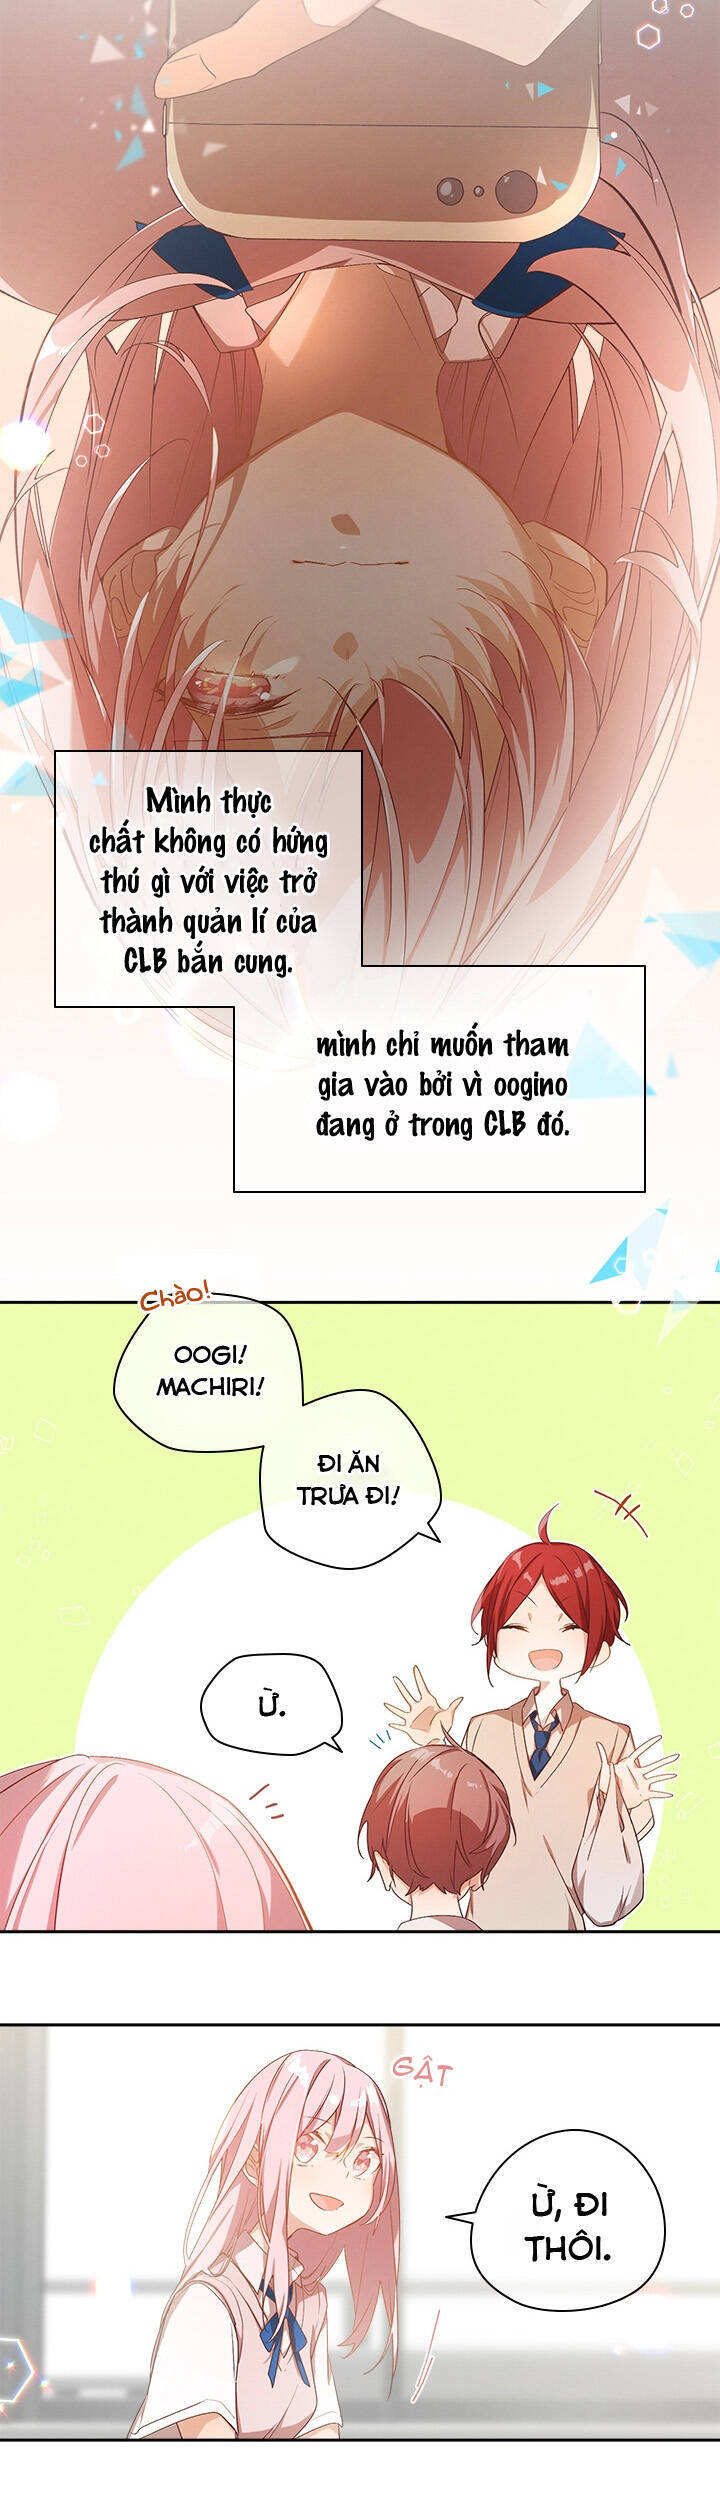 Mình thực
chất không có hứng
thú gì với việc trở
thành quản lí của
CLB bắn cung.
mình chỉ muốn tham
gia vào bởi vì oogino
đang ở trong CLB đó.
Chào!
OOGI!
MACHIRI!
ĐI ĂN
TRƯA ĐI!
Ừ.
GẬT
Ừ, ĐI
THÔI.